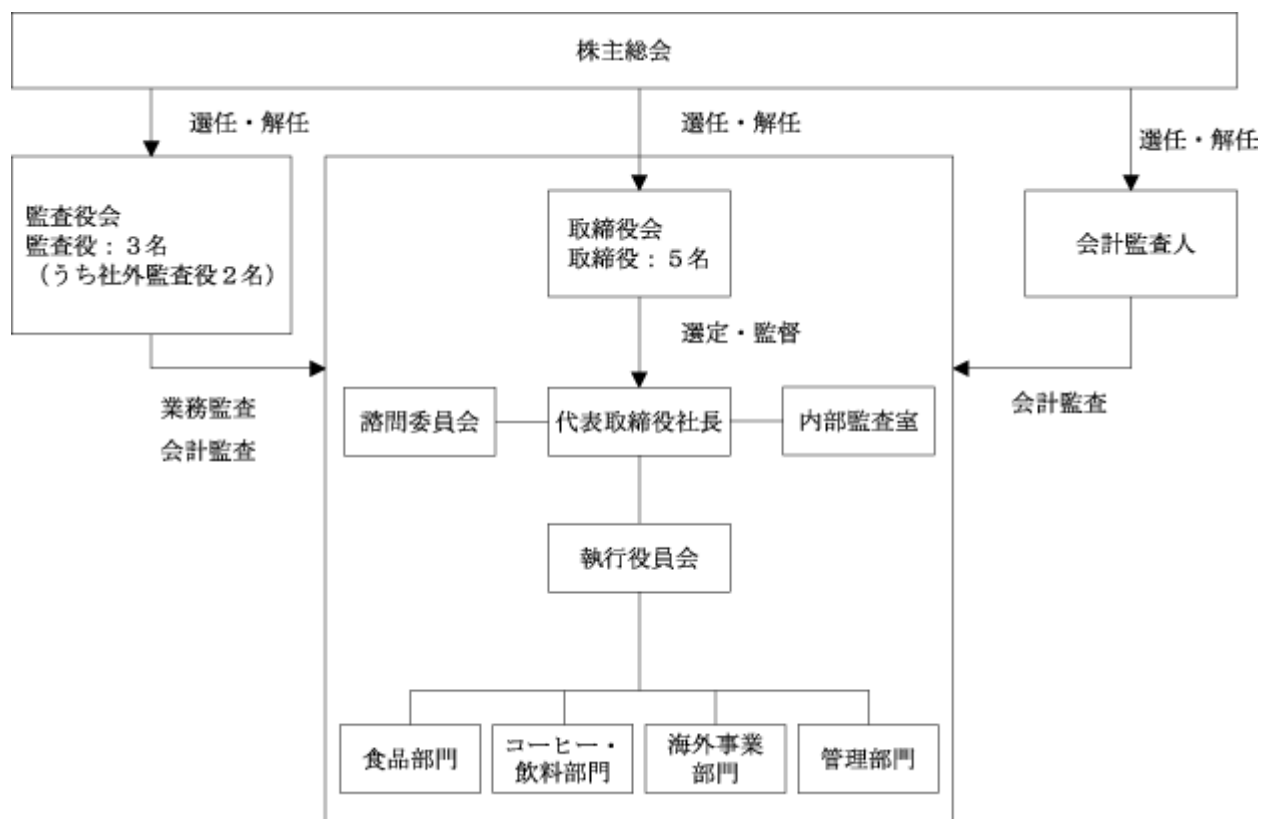 株主総会
選任・解任
選任・解任
選任・解任
監査役会
監査役：３名
（うち社外監査役２名）
取締役会
取締役：５名
会計監査人
選定・監督
業務監査
会計監査
会計監査
諮問委員会
代表取締役社長
内部監査室
執行役員会
食品部門
コーヒー・
飲料部門
海外事業
部門
管理部門